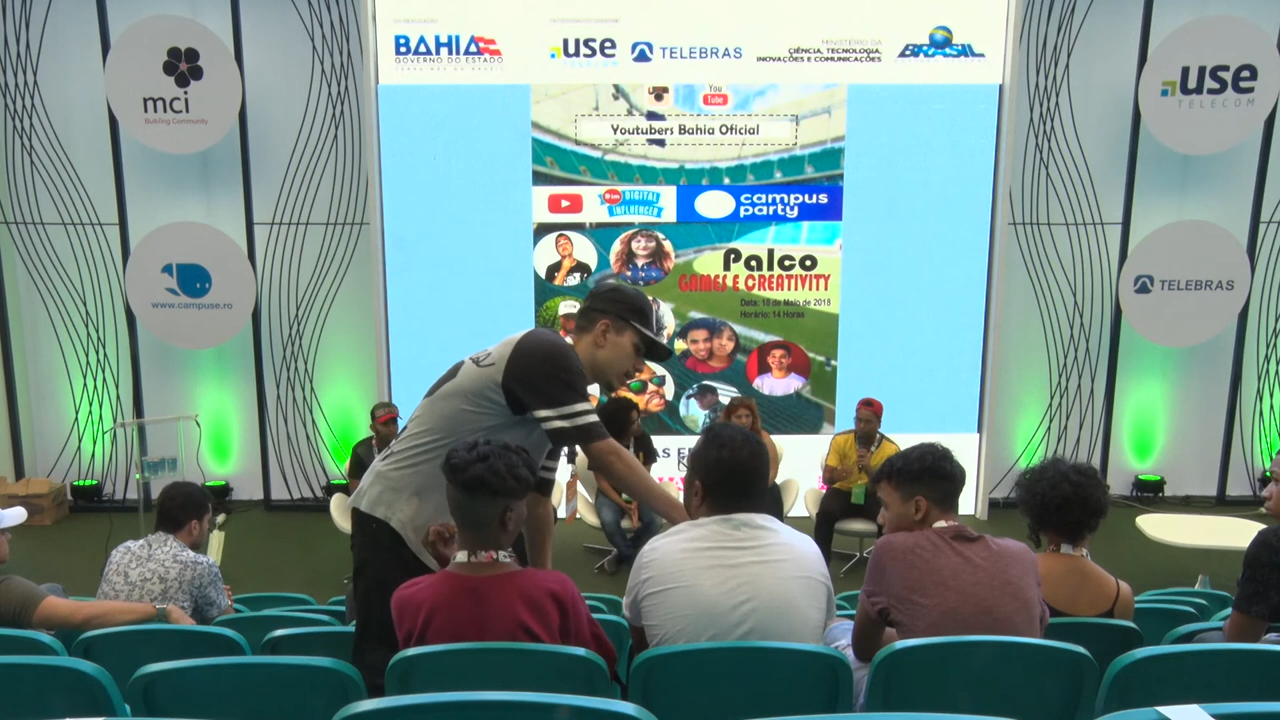 BAHIA
GOVERNO DO ESTADO
use
TELECOM
TELEBRAS
MINISTÉRIO DA
CIÊNCIA, TECNOLOGIA,
INOVAÇÕES E COMUNICAÇÕES
BRASIL
mci
Building Community
use
TELECOM
You
Tube
Youtubers Bahia Oficial
DIGITAL
INFLUENCER
campus
party
Palco
GAMES E CREATIVITY
Data: 18 de Maio de 2018
Horário: 14 Horas
www.campuse.ro
TELEBRAS